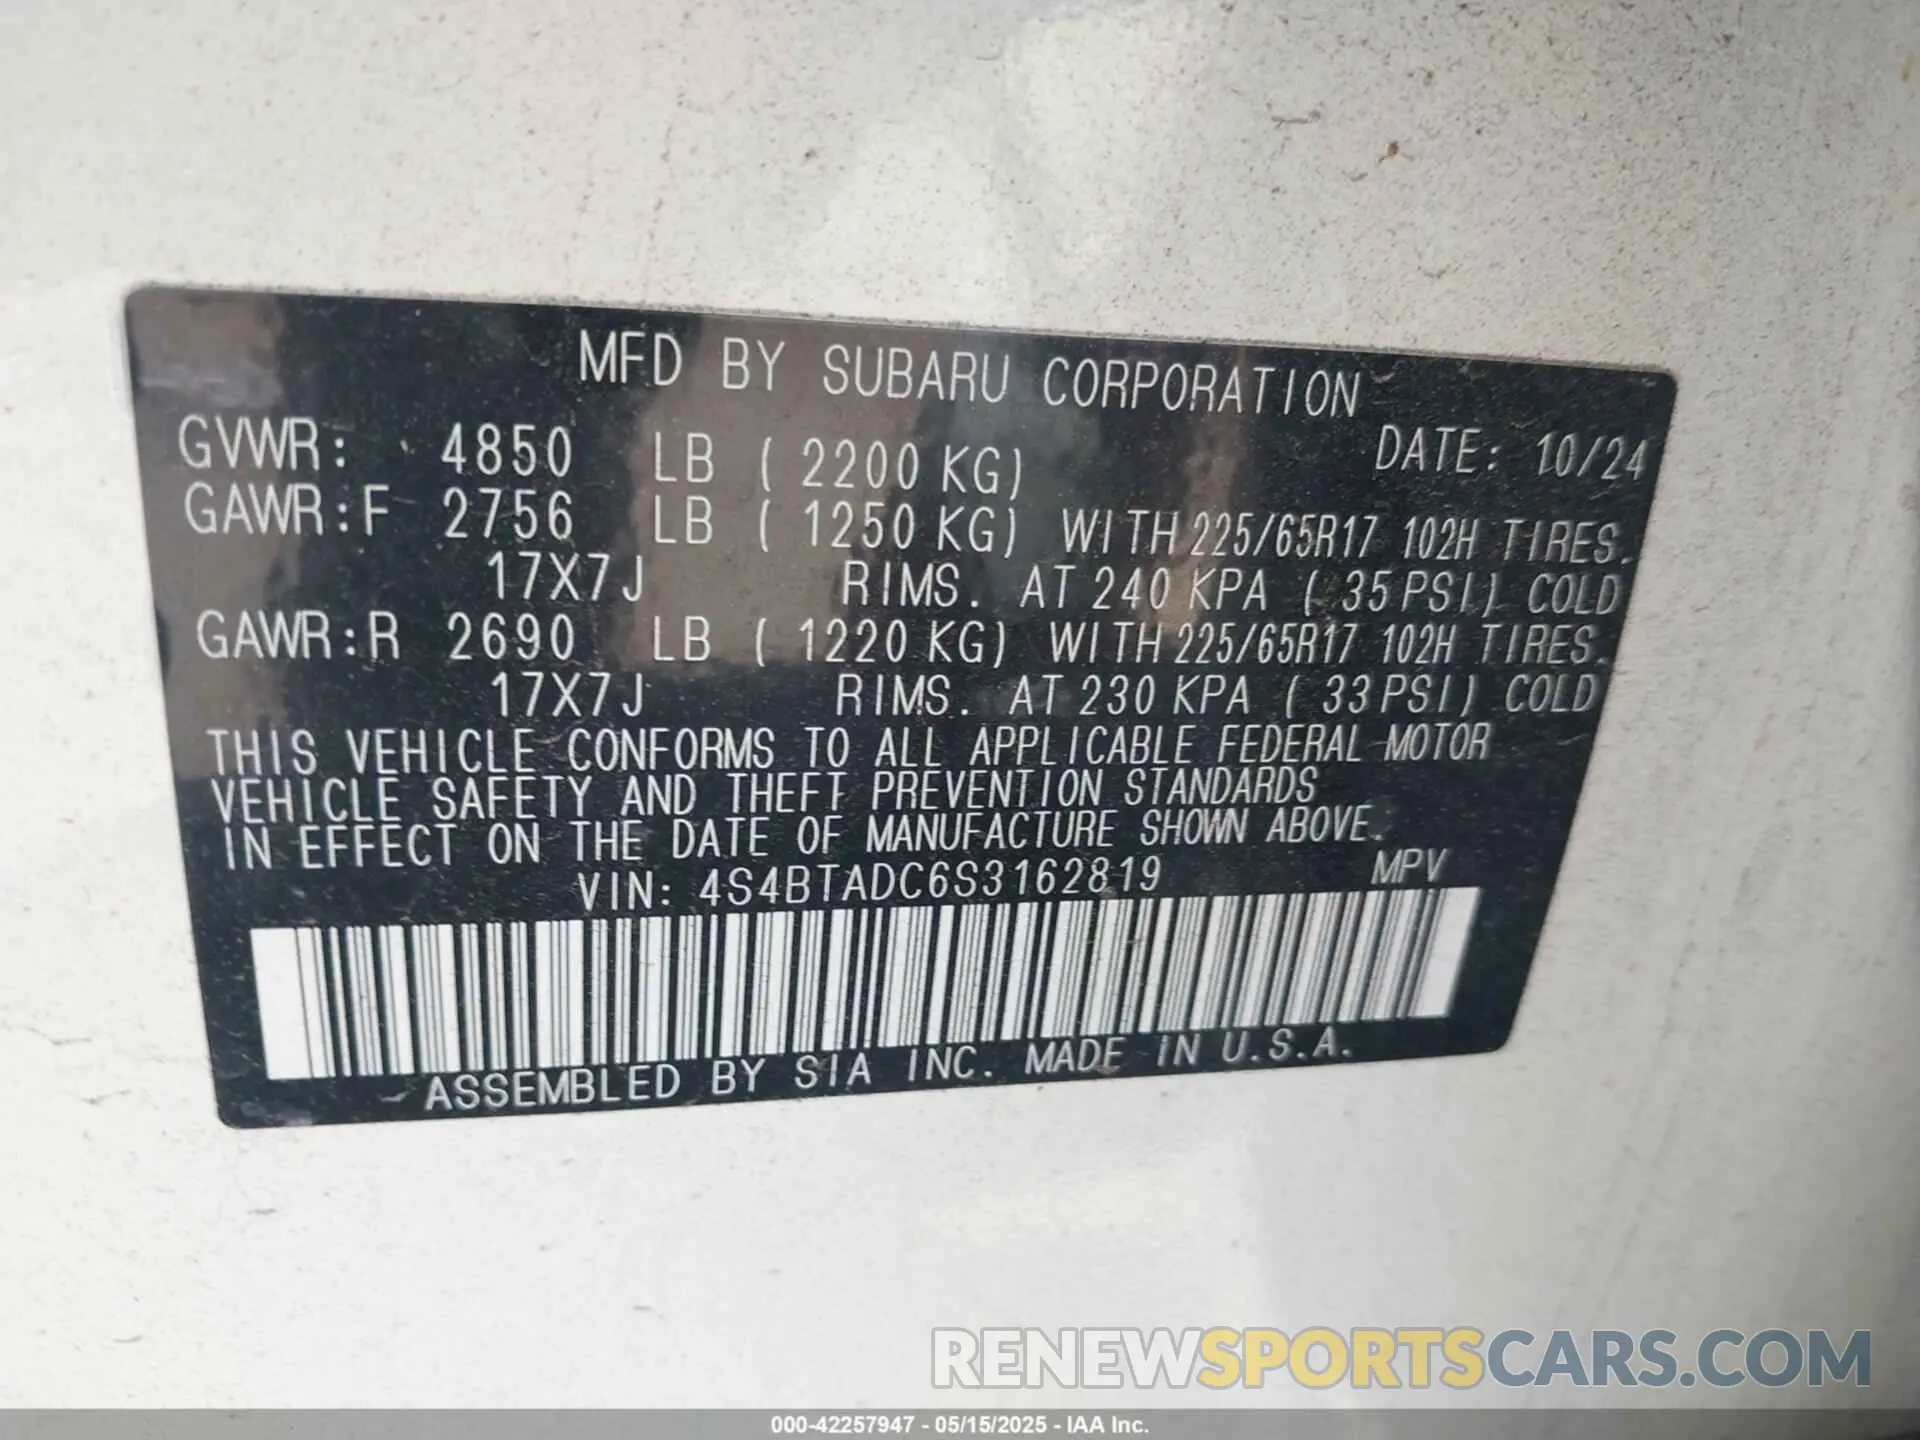 MFD BY SUBARU CORPORATION
GVWR: 4850 LB ( 2200 KG) DATE: 10/24
GAWR:F 2756 LB ( 1250 KG) WITH 225/65R17 102H TIRES.
17X7J RIMS. AT 240 KPA ( 35 PSI) COLD
GAWR:R 2690 LB ( 1220 KG) WITH 225/65R17 102H TIRES.
17X7J RIMS. AT 230 KPA ( 33 PSI) COLD
THIS VEHICLE CONFORMS TO ALL APPLICABLE FEDERAL MOTOR
VEHICLE SAFETY AND THEFT PREVENTION STANDARDS
IN EFFECT ON THE DATE OF MANUFACTURE SHOWN ABOVE.
VIN: 4S4BTADC6S3162819 MPV
ASSEMBLED BY SIA INC. MADE IN U.S.A.
RENEWSPORTSCARS.COM
000-42257947 - 05/15/2025 - IAA Inc.